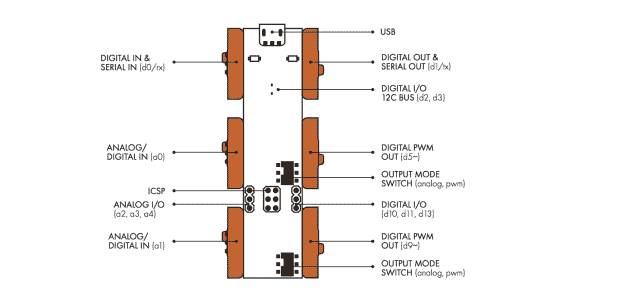 USB
DIGITAL IN &
SERIAL IN (d0/rx)
DIGITAL OUT &
SERIAL OUT (d1/rx)
DIGITAL I/O
12C BUS (d2, d3)
ANALOG/
DIGITAL IN (a0)
DIGITAL PWM
OUT (d5~)
OUTPUT MODE
SWITCH (analog, pwm)
ICSP
ANALOG I/O
(a2, a3, a4)
DIGITAL I/O
(d10, d11, d13)
ANALOG/
DIGITAL IN (a1)
DIGITAL PWM
OUT (d9~)
OUTPUT MODE
SWITCH (analog, pwm)